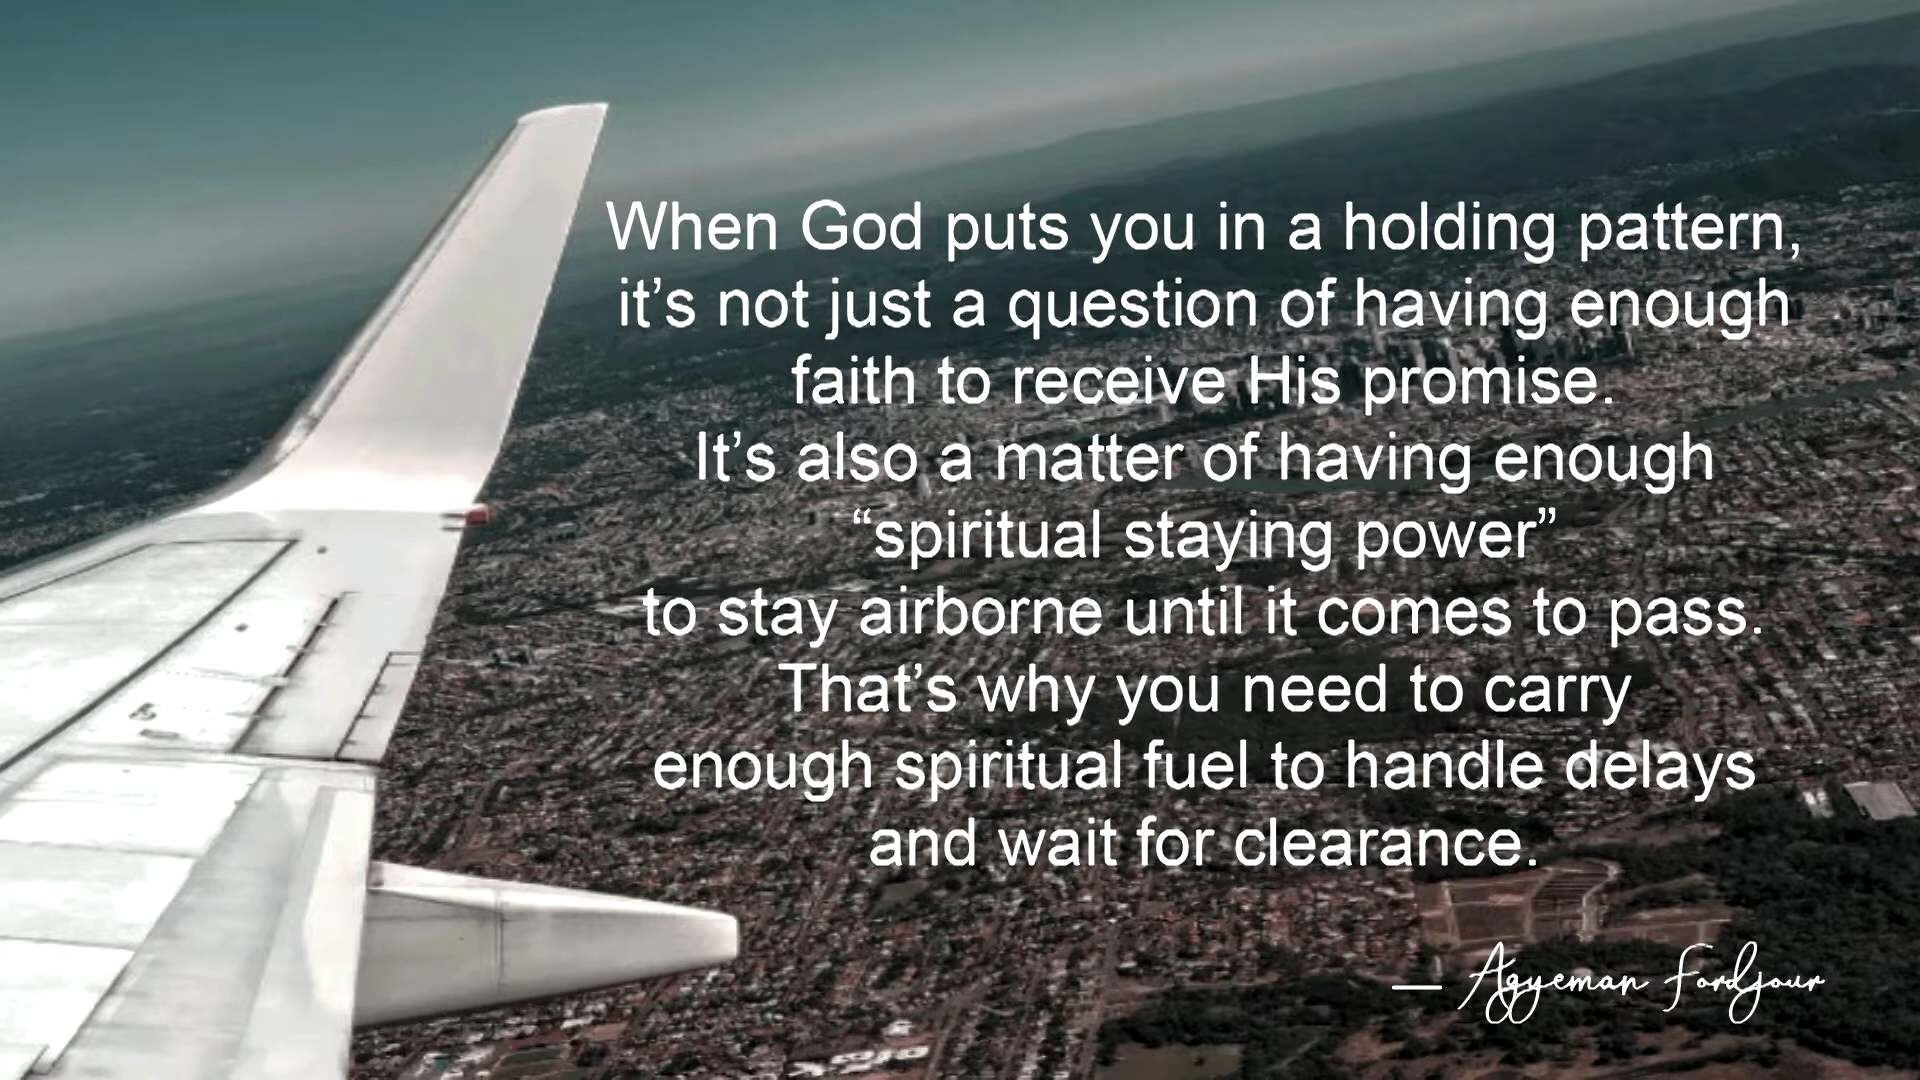 When God puts you in a holding pattern,
it’s not just a question of having enough
faith to receive His promise.
It’s also a matter of having enough
“spiritual staying power”
to stay airborne until it comes to pass.
That’s why you need to carry
enough spiritual fuel to handle delays
and wait for clearance.
— Agyeman Fordjour